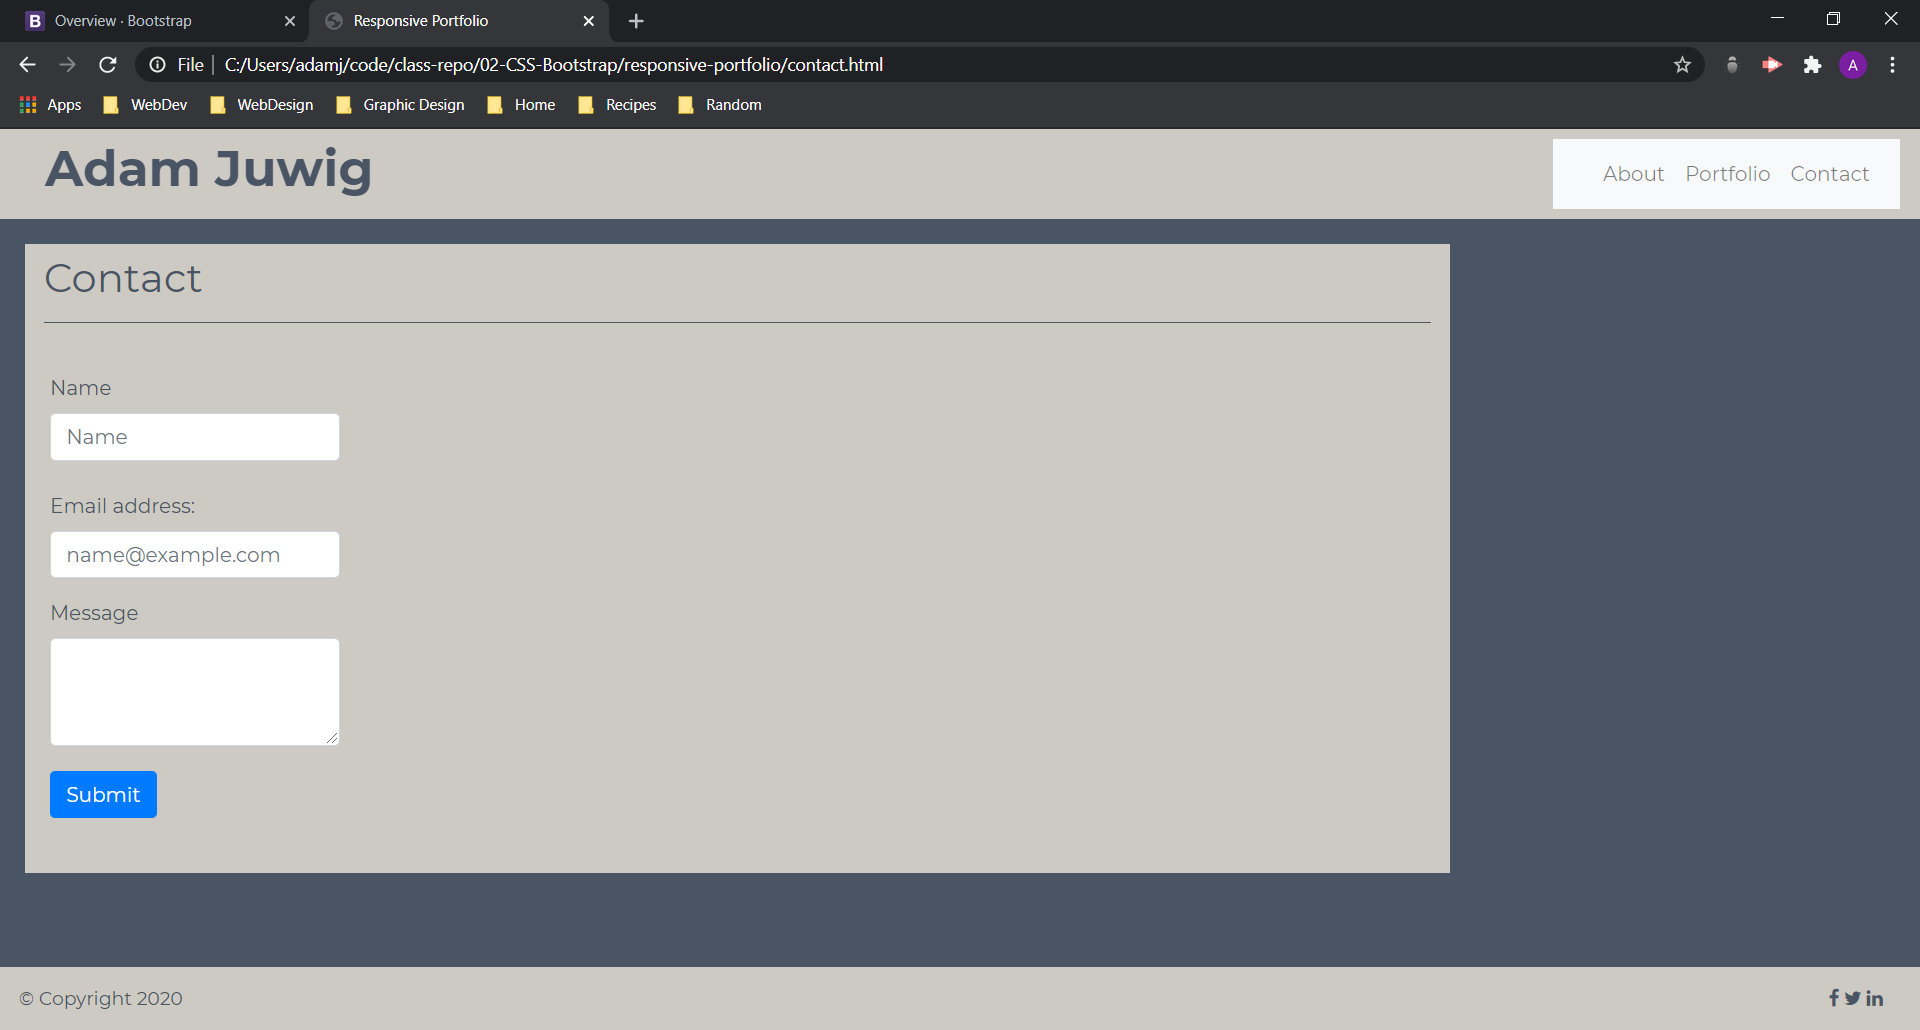 B Overview · Bootstrap
Responsive Portfolio
File | C:/Users/adamj/code/class-repo/02-CSS-Bootstrap/responsive-portfolio/contact.html
A
Apps WebDev WebDesign Graphic Design Home Recipes Random
Adam Juwig
About Portfolio Contact
Contact
Name
Name
Email address:
name@example.com
Message
Submit
© Copyright 2020